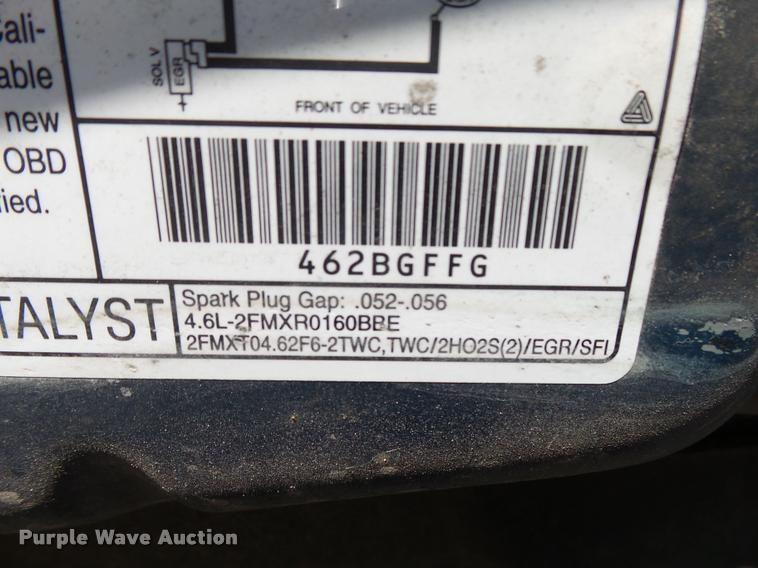 Cali-
able
new
OBD
fied.
SOL V
EGR
FRONT OF VEHICLE
462BGFFG
TALYST
Spark Plug Gap: .052-.056
4.6L-2FMXR0160BBE
2FMXT04.62F6-2TWC,TWC/2HO2S(2)/EGR/SFI
Purple Wave Auction